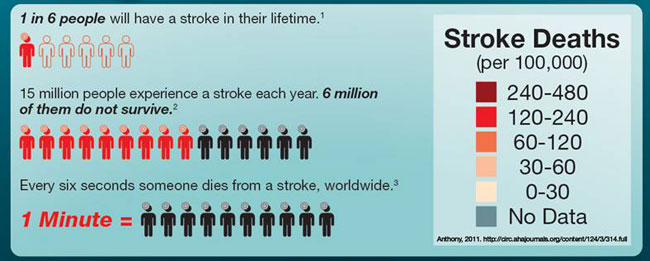 1 in 6 people will have a stroke in their lifetime.1
15 million people experience a stroke each year. 6 million
of them do not survive.2
Every six seconds someone dies from a stroke, worldwide.3
1 Minute =
Stroke Deaths
(per 100,000)
240-480
120-240
60-120
30-60
0-30
No Data
Anthony, 2011. http://circ.ahajournals.org/content/124/3/314.full